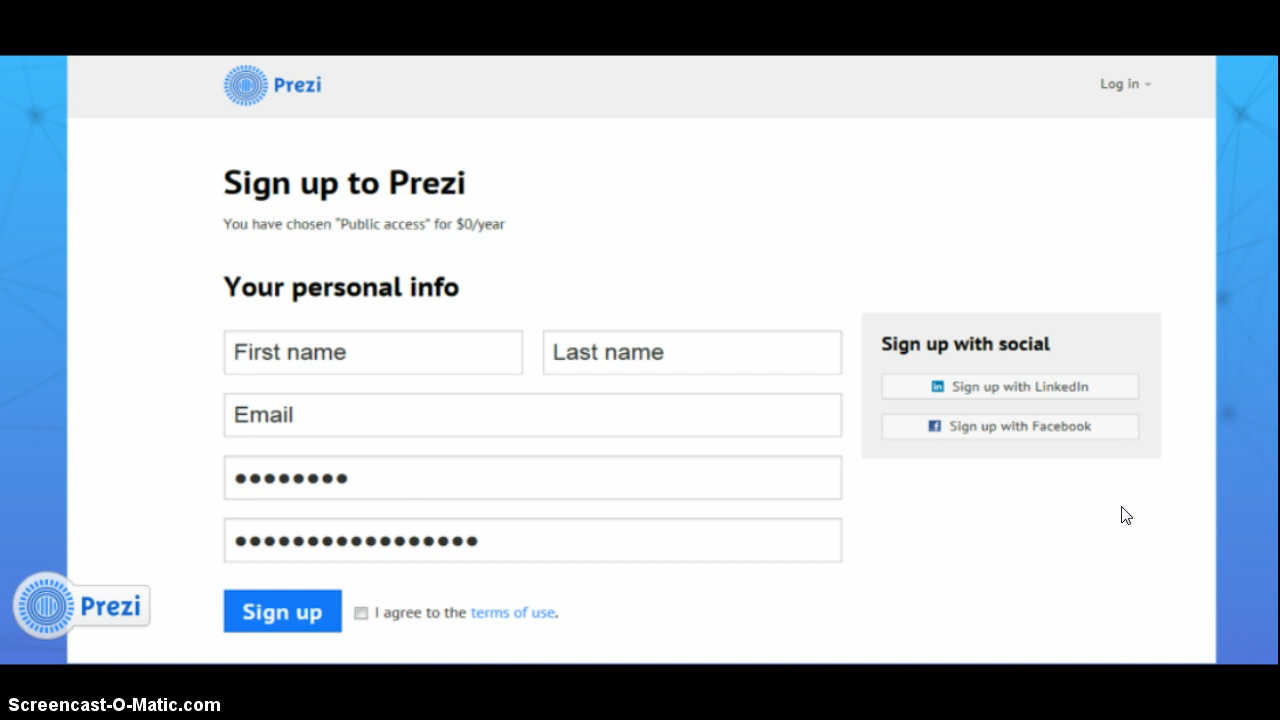 Prezi
Log in
Sign up to Prezi
You have chosen "Public access" for $0/year
Your personal info
First name
Last name
Email
••••••••
•••••••••••••••••
Sign up with social
Sign up with LinkedIn
Sign up with Facebook
Sign up
I agree to the terms of use.
Prezi
Screencast-O-Matic.com